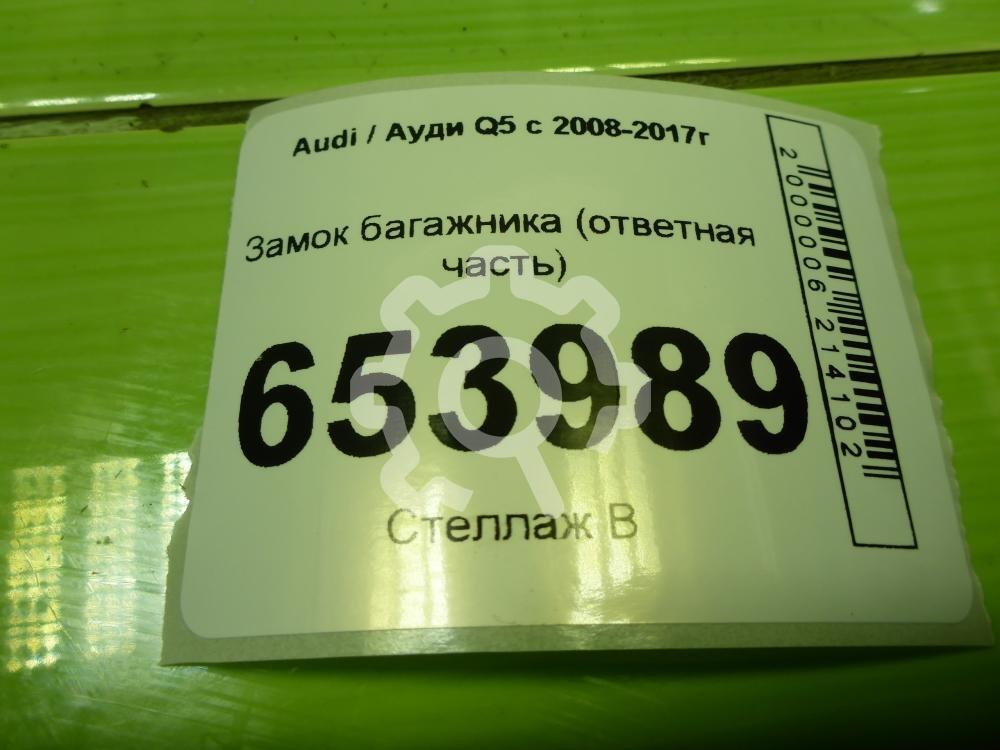 Audi / Ауди Q5 с 2008-2017г
Замок багажника (ответная
часть)
653989
Стеллаж В
2000006214102